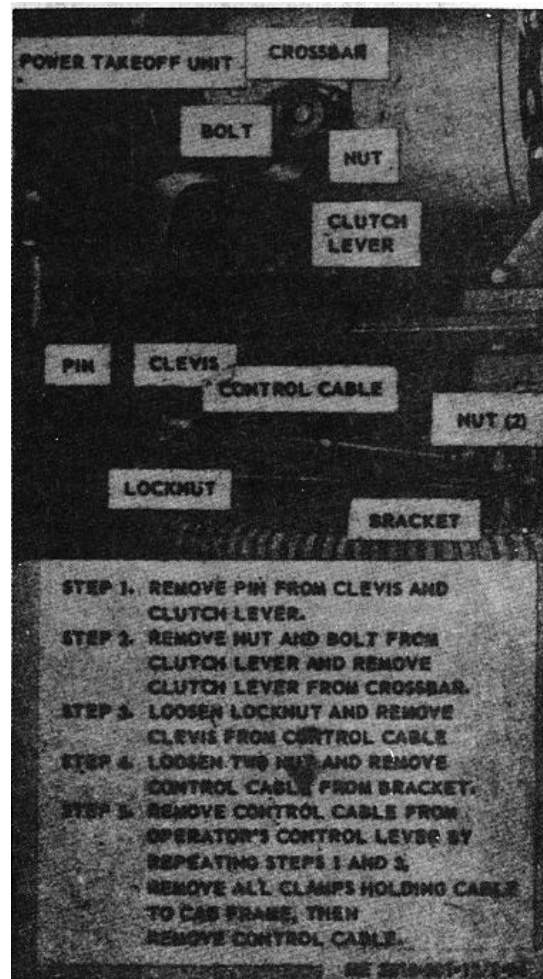 CROSSBAR
POWER TAKEOFF UNIT
BOLT
NUT
CLUTCH
LEVER
PIN
CLEVIS
CONTROL CABLE
NUT (2)
LOCKNUT
BRACKET
STEP 1. REMOVE PIN FROM CLEVIS AND
CLUTCH LEVER.
STEP 2. REMOVE NUT AND BOLT FROM
CLUTCH LEVER AND REMOVE
CLUTCH LEVER FROM CROSSBAR.
STEP 3. LOOSEN LOCKNUT AND REMOVE
CLEVIS FROM CONTROL CABLE
STEP 4. LOOSEN TWO NUT AND REMOVE
CONTROL CABLE FROM BRACKET.
STEP 5. REMOVE CONTROL CABLE FROM
OPERATOR'S CONTROL LEVER BY
REPEATING STEPS 1 AND 3,
REMOVE ALL CLAMPS HOLDING CABLE
TO CAB FRAME, THEN
REMOVE CONTROL CABLE.